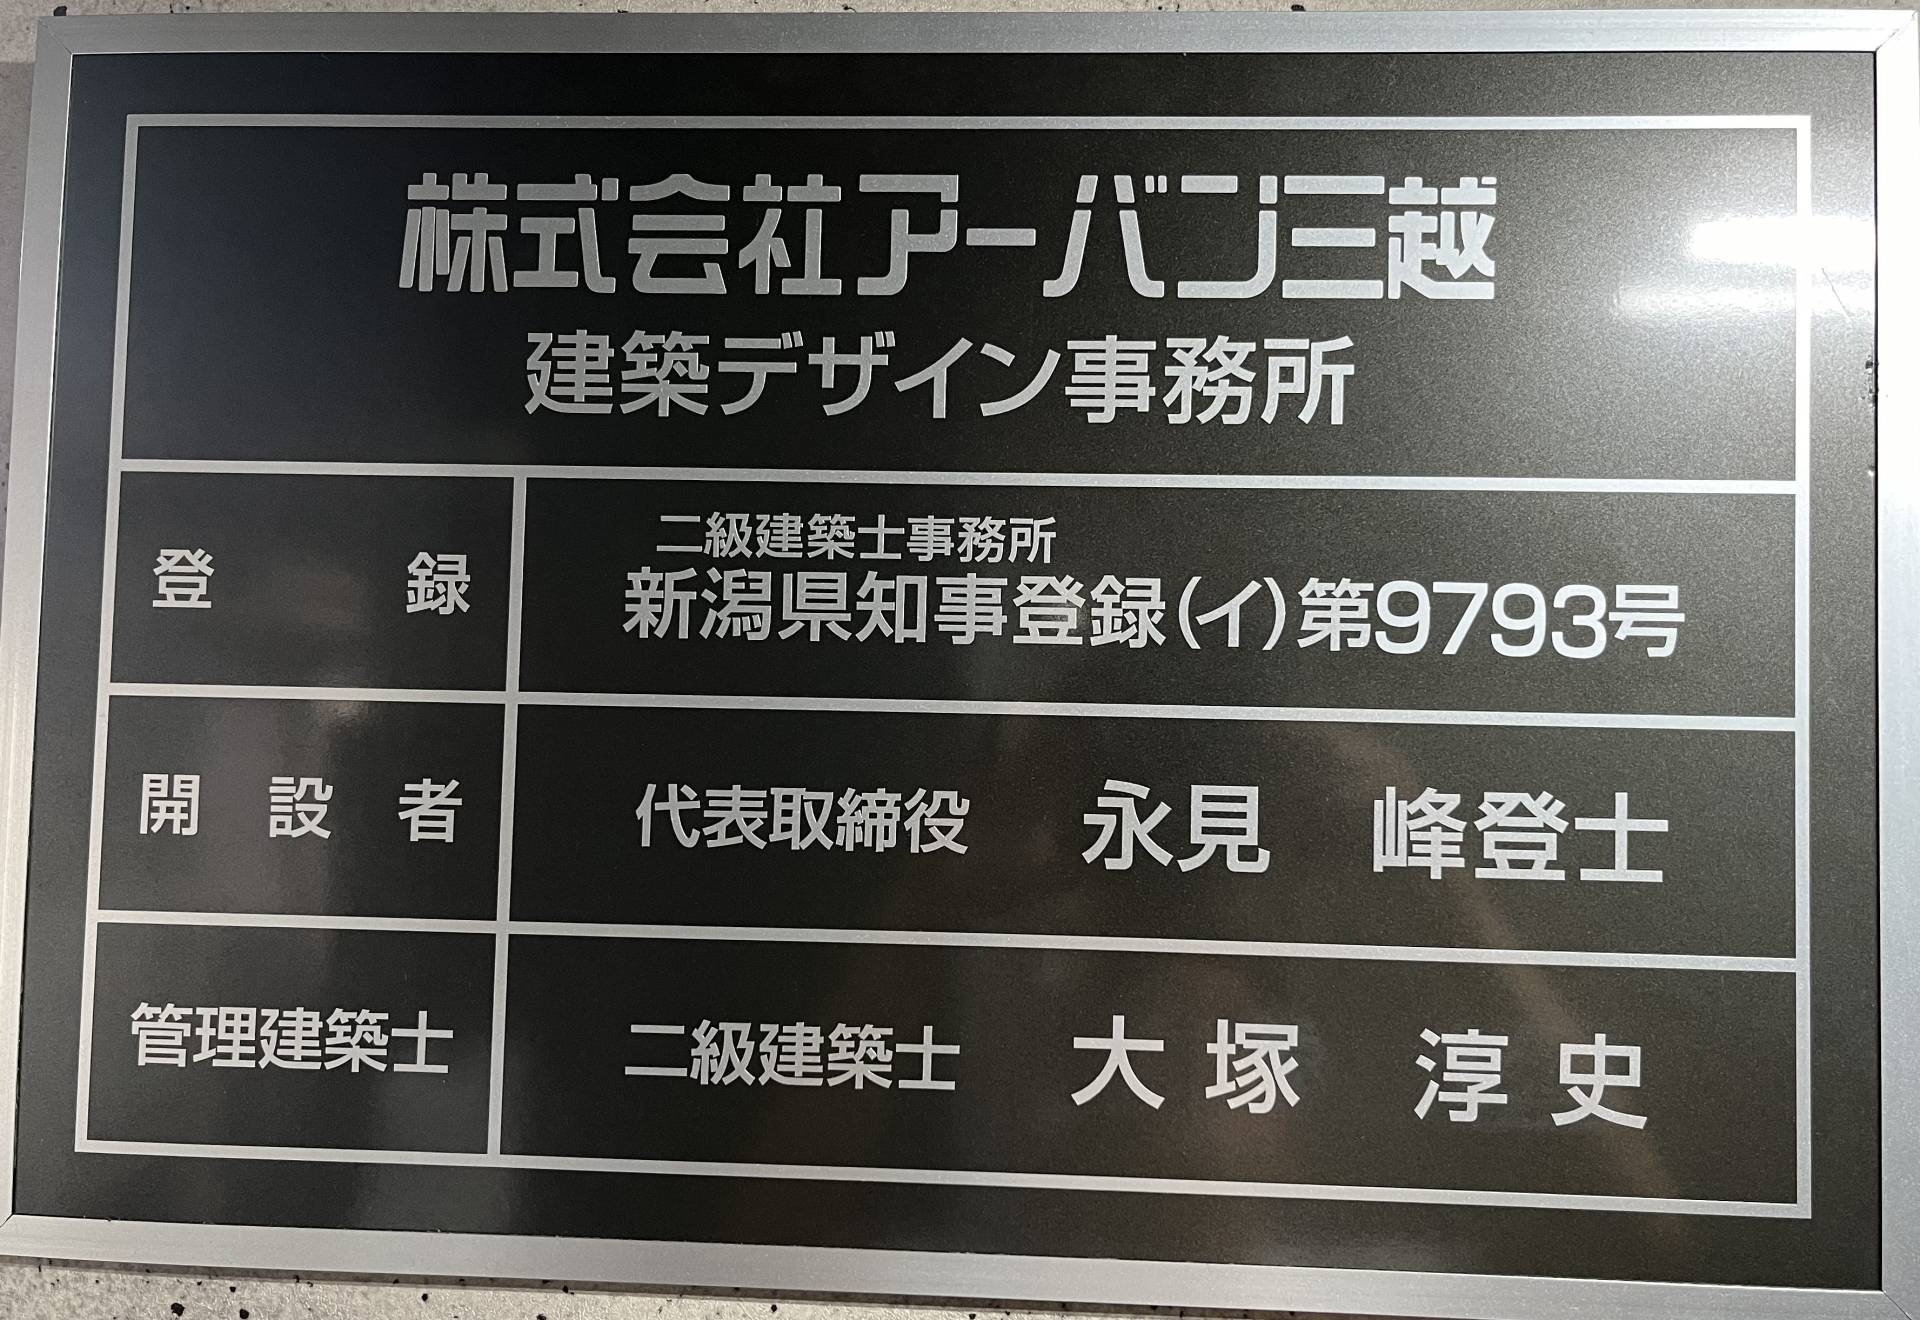 株式会社アーバン三越
建築デザイン事務所
登録
二級建築士事務所
新潟県知事登録(イ)第9793号
開設者
代表取締役 永見 峰登士
管理建築士
二級建築士 大塚 淳史